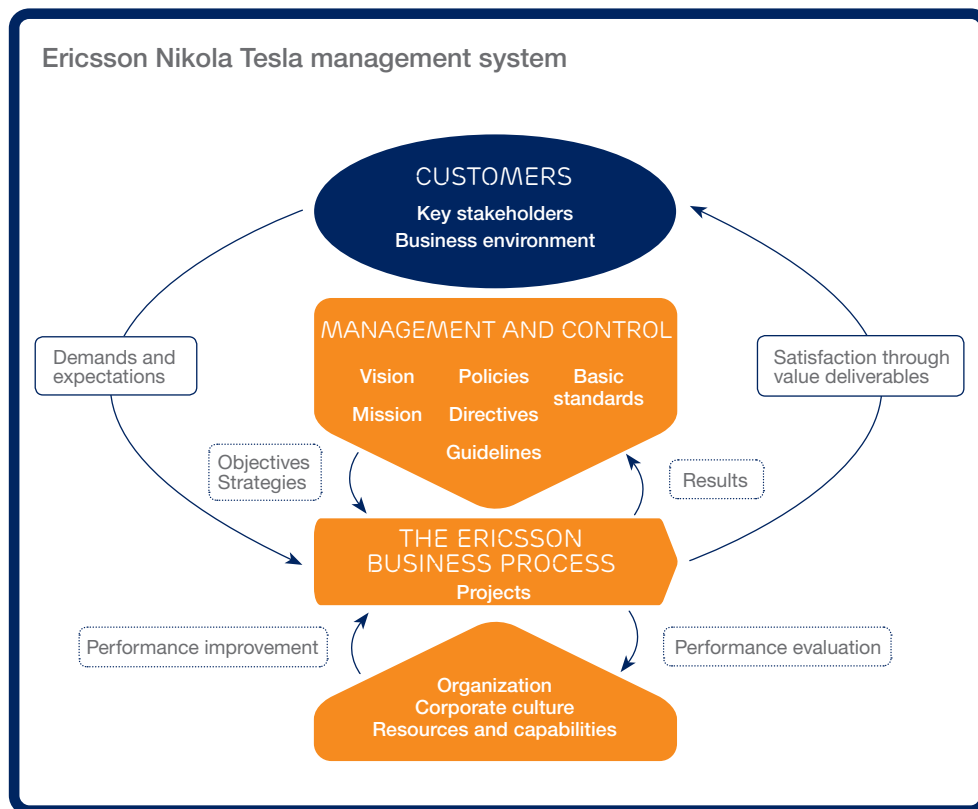 Ericsson Nikola Tesla management system
CUSTOMERS
Key stakeholders
Business environment
MANAGEMENT AND CONTROL
Vision
Policies
Basic
standards
Mission
Directives
Guidelines
Demands and
expectations
Satisfaction through
value deliverables
Objectives
Strategies
Results
THE ERICSSON
BUSINESS PROCESS
Projects
Performance improvement
Performance evaluation
Organization
Corporate culture
Resources and capabilities